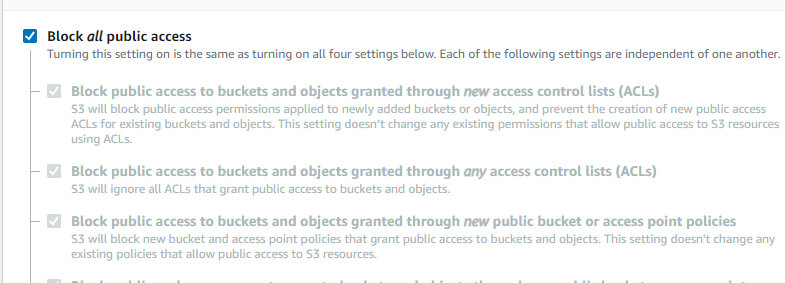 Block all public access
Turning this setting on is the same as turning on all four settings below. Each of the following settings are independent of one another.
Block public access to buckets and objects granted through new access control lists (ACLs)
S3 will block public access permissions applied to newly added buckets or objects, and prevent the creation of new public access
ACLs for existing buckets and objects. This setting doesn't change any existing permissions that allow public access to S3 resources
using ACLs.
Block public access to buckets and objects granted through any access control lists (ACLs)
S3 will ignore all ACLs that grant public access to buckets and objects.
Block public access to buckets and objects granted through new public bucket or access point policies
S3 will block new bucket and access point policies that grant public access to buckets and objects. This setting doesn't change any
existing policies that allow public access to S3 resources.